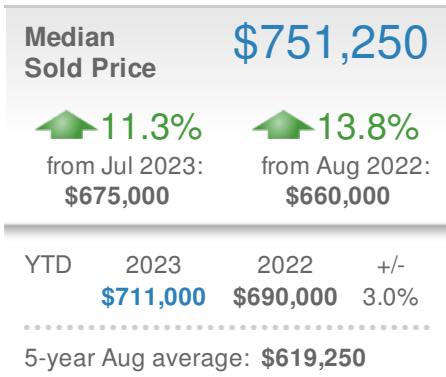 Median
Sold Price
$751,250
11.3%
from Jul 2023:
$675,000
13.8%
from Aug 2022:
$660,000
YTD 2023 2022 +/-
$711,000 $690,000 3.0%
5-year Aug average: $619,250